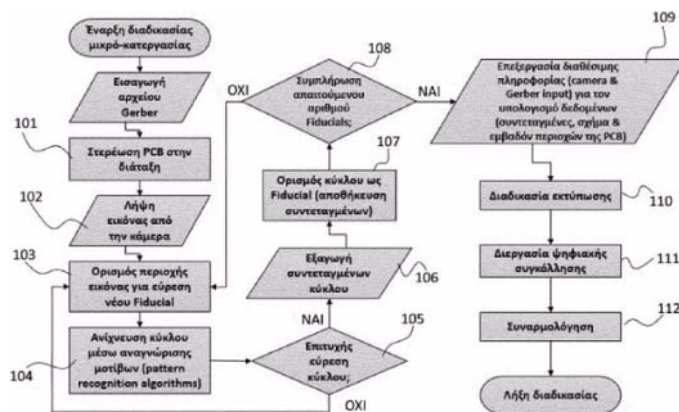 Έναρξη διαδικασίας
μικρό-κατεργασίας
Εισαγωγή
αρχείου
Gerber
101
Στερέωση PCB στην
διάταξη
102
Λήψη
εικόνας από
την κάμερα
103
Ορισμός περιοχής
εικόνας για εύρεση
νέου Fiducial
104
Ανίχνευση κύκλου
μέσω αναγνώρισης
μοτίβων (pattern
recognition algorithms)
105
Επιτυχής
εύρεση
κύκλου;
ΟΧΙ
ΝΑΙ
106
Εξαγωγή
συντεταγμένων
κύκλου
107
Ορισμός κύκλου ως
Fiducial (αποθήκευση
συντεταγμένων)
108
Συμπλήρωση
απαιτούμενου
αριθμού
Fiducials;
ΟΧΙ
ΝΑΙ
109
Επεξεργασία διαθέσιμης
πληροφορίας (camera &
Gerber input) για τον
υπολογισμό δεδομένων
(συντεταγμένες, σχήμα &
εμβαδόν περιοχών της PCB)
Διαδικασία εκτύπωσης
110
Διεργασία ψηφιακής
συγκόλλησης
111
Συναρμολόγηση
112
Λήξη διαδικασίας